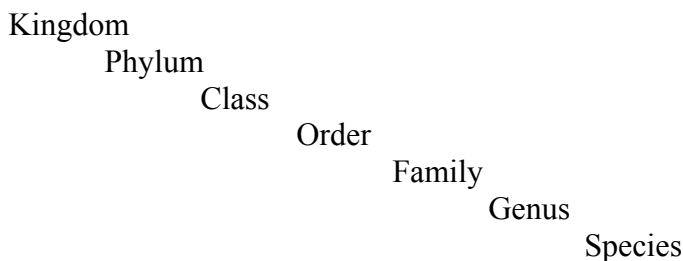 Kingdom
Phylum
Class
Order
Family
Genus
Species